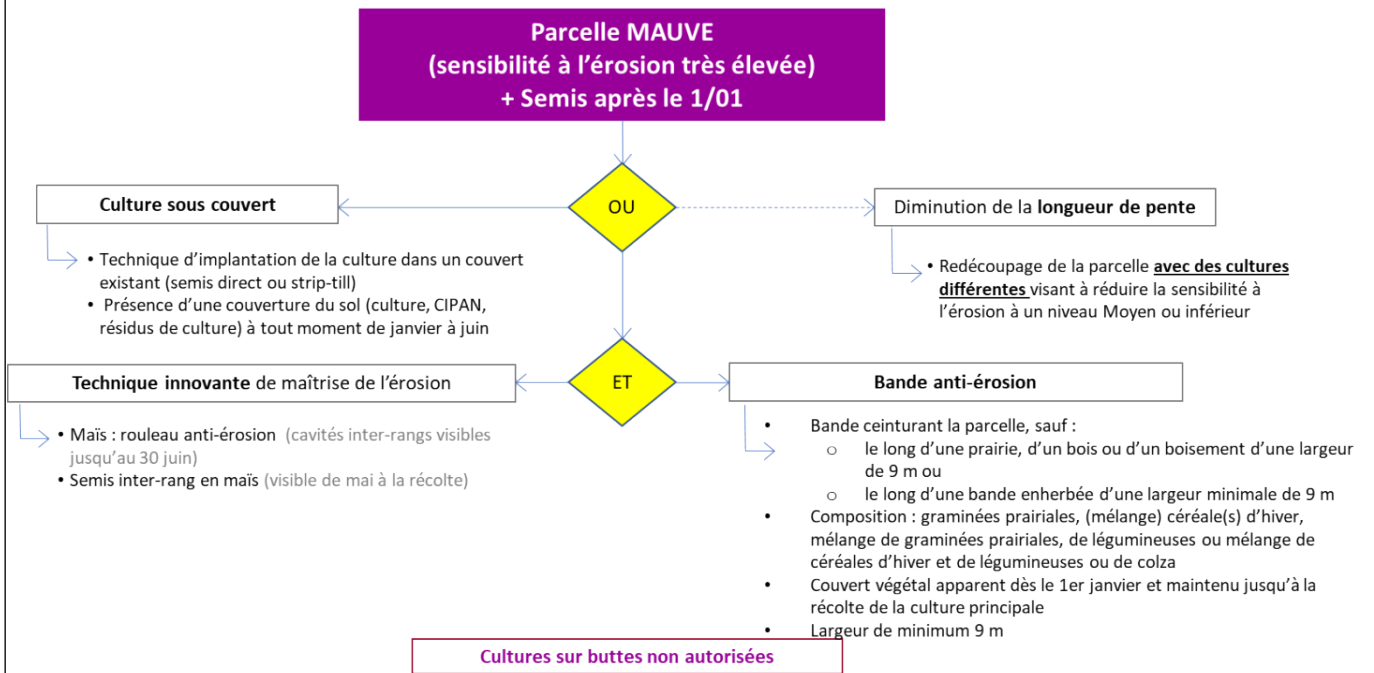 Parcelle MAUVE
(sensibilité à l’érosion très élevée)
+ Semis après le 1/01
OU
Culture sous couvert
• Technique d’implantation de la culture dans un couvert
existant (semis direct ou strip-till)
• Présence d’une couverture du sol (culture, CIPAN,
résidus de culture) à tout moment de janvier à juin
Diminution de la longueur de pente
• Redécoupage de la parcelle avec des cultures
différentes visant à réduire la sensibilité à
l’érosion à un niveau Moyen ou inférieur
ET
Technique innovante de maîtrise de l’érosion
• Maïs : rouleau anti-érosion (cavités inter-rangs visibles
jusqu’au 30 juin)
• Semis inter-rang en maïs (visible de mai à la récolte)
Bande anti-érosion
• Bande ceinturant la parcelle, sauf :
o le long d’une prairie, d’un bois ou d’un boisement d’une largeur
de 9 m ou
o le long d’une bande enherbée d’une largeur minimale de 9 m
• Composition : graminées prairiales, (mélange) céréale(s) d’hiver,
mélange de graminées prairiales, de légumineuses ou mélange de
céréales d’hiver et de légumineuses ou de colza
• Couvert végétal apparent dès le 1er janvier et maintenu jusqu’à la
récolte de la culture principale
• Largeur de minimum 9 m
Cultures sur buttes non autorisées